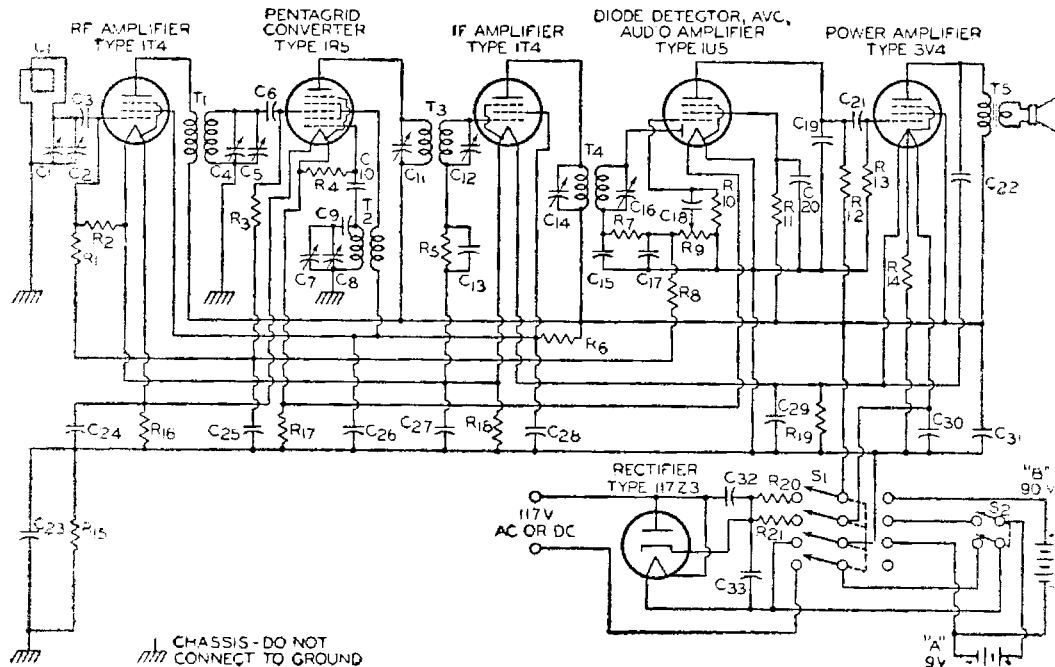 RF AMPLIFIER
TYPE 1T4
PENTAGRID
CONVERTER
TYPE 1R5
IF AMPLIFIER
TYPE 1T4
DIODE DETECTOR, AVC,
AUDIO AMPLIFIER
TYPE 1U5
POWER AMPLIFIER
TYPE 3V4
L1
C3
C1
C2
T1
C6
C4
C5
R4
C10
T2
C9
C7
C8
R3
R2
R1
C11
T3
C12
R5
C13
C14
T4
C16
R7
C15
C17
C18
R9
R10
R8
R11
C20
C19
C21
R12
R13
R14
C22
T5
R6
C24
R16
C25
R17
C26
C27
R18
C28
C29
R19
C30
C31
C23
R15
RECTIFIER
TYPE 117Z3
117V
AC OR DC
C32
R20
R21
C33
S1
S2
"B"
90 V
"A"
9V
CHASSIS - DO NOT
CONNECT TO GROUND